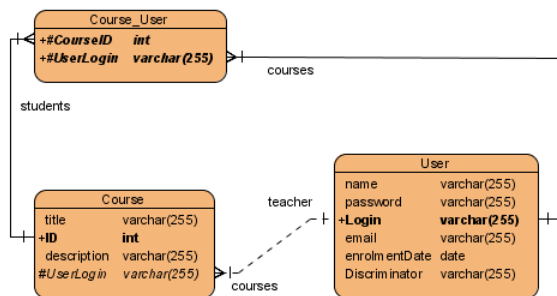 Course_User
+#CourseID int
+#UserLogin varchar(255)
courses
students
Course
title varchar(255)
+ID int
description varchar(255)
#UserLogin varchar(255)
teacher
courses
User
name varchar(255)
password varchar(255)
+Login varchar(255)
email varchar(255)
enrolmentDate date
Discriminator varchar(255)